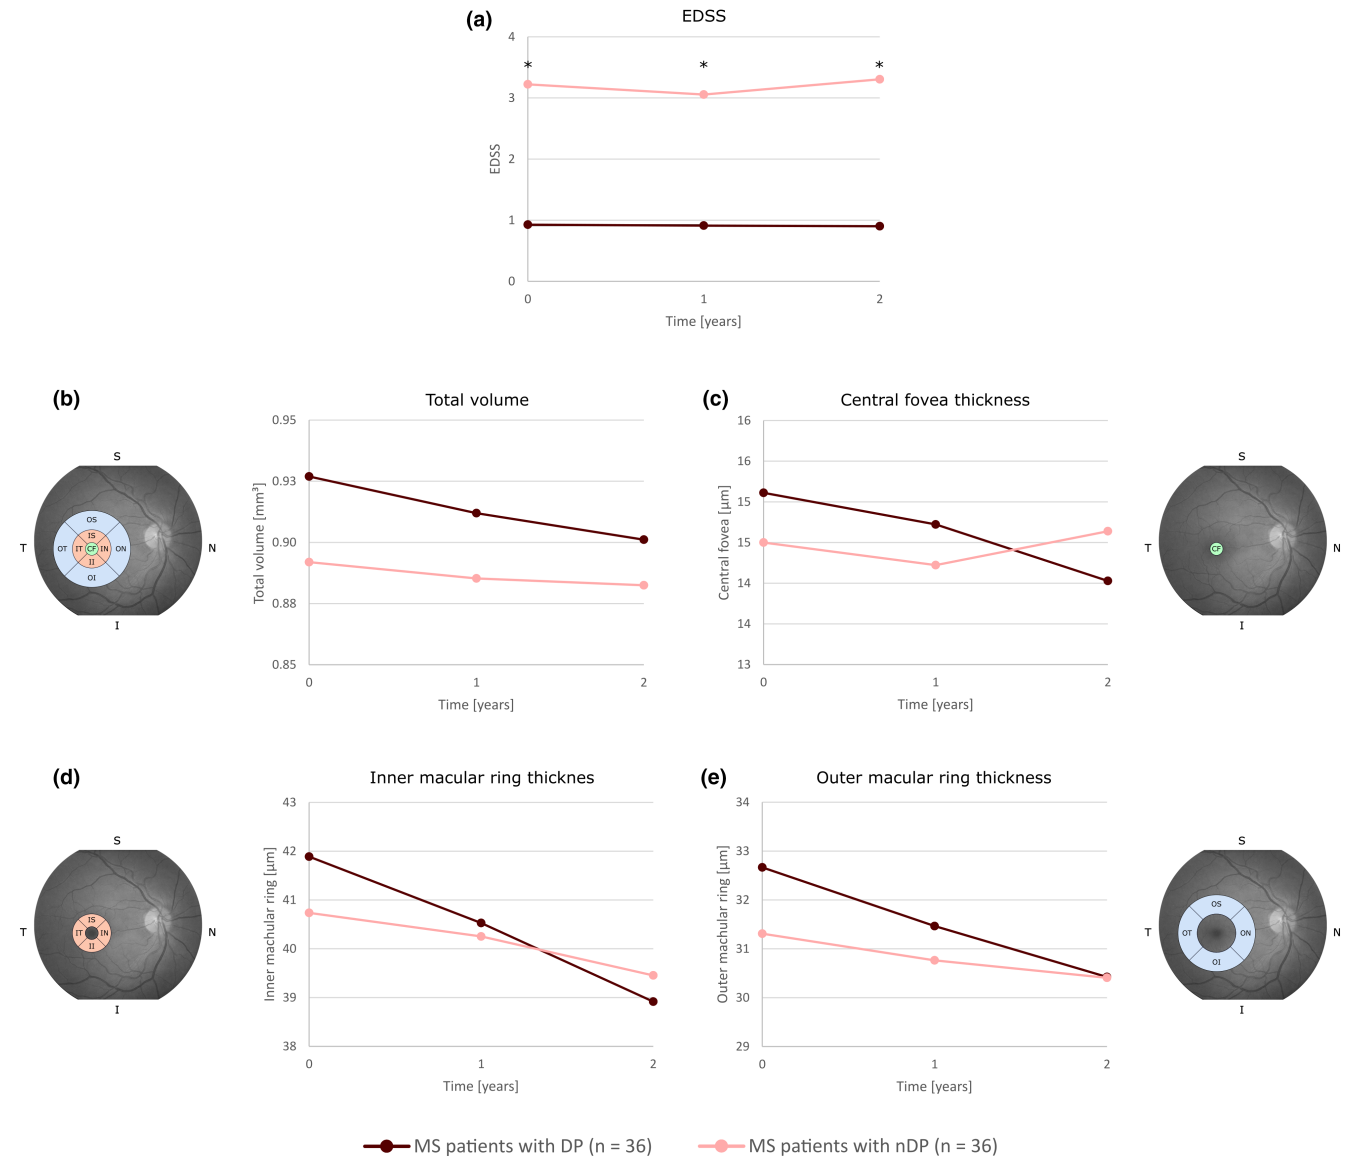 (a) EDSS
4
3
2
1
0
* * *
EDSS
0 1 2
Time [years]
(b) Total volume
0.95
0.93
0.90
0.88
0.85
Total volume [mm³]
0 1 2
Time [years]
S
T
N
I
OS
IS
OT IT CF IN ON
II
OI
(c) Central fovea thickness
16
16
15
15
14
14
13
Central fovea [µm]
0 1 2
Time [years]
S
T
N
I
CF
(d) Inner macular ring thicknes
43
42
41
40
39
38
Inner machular ring [µm]
0 1 2
Time [years]
S
T
N
I
IS
IT IN
II
(e) Outer macular ring thickness
34
33
32
31
30
29
Outer machular ring [µm]
0 1 2
Time [years]
S
T
N
I
OS
OT ON
OI
MS patients with DP (n = 36) MS patients with nDP (n = 36)